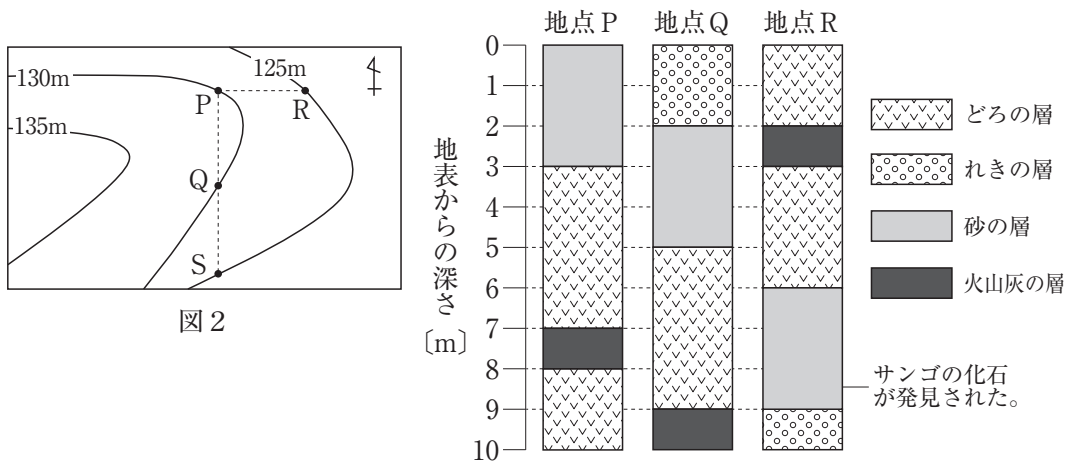 130m
135m
125m
P
R
Q
S
図2
地点P 地点Q 地点R
地表からの深さ〔m〕
0
1
2
3
4
5
6
7
8
9
10
どろの層
れきの層
砂の層
火山灰の層
サンゴの化石
が発見された。